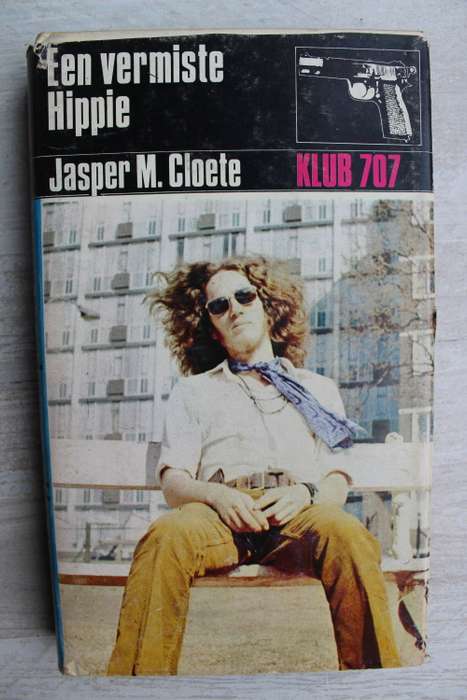 Een vermiste
Hippie
Jasper M. Cloete KLUB 707